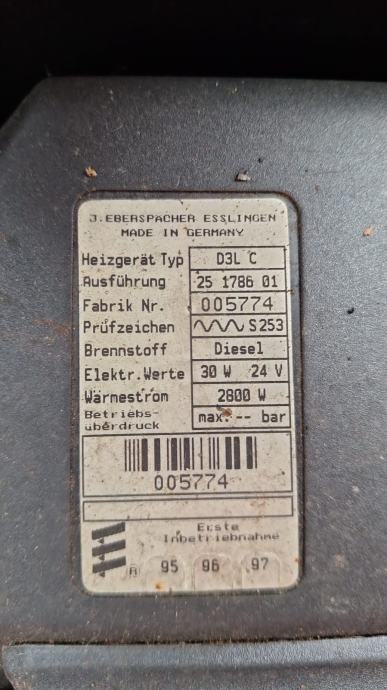 J.EBERSPACHER ESSLINGEN
MADE IN GERMANY
Heizgerät Typ D3L C
Ausführung 25 1786 01
Fabrik Nr. 005774
Prüfzeichen S253
Brennstoff Diesel
Elektr.Werte 30 W 24 V
Wärmestrom 2800 W
Betriebs-
überdruck max. -- bar
005774
Erste
Inbetriebnahme
® 95 96 97